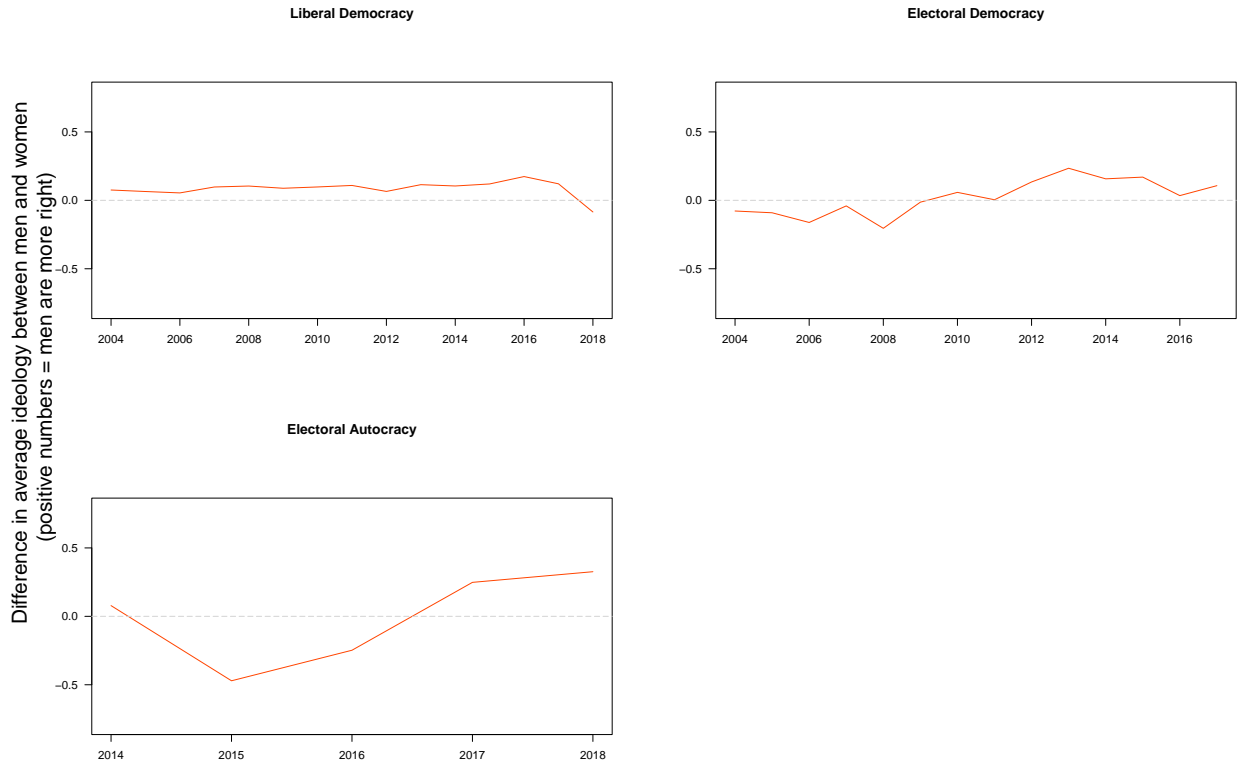 Difference in average ideology between men and women
(positive numbers = men are more right)
Liberal Democracy
0.5
0.0
−0.5
2004 2006 2008 2010 2012 2014 2016 2018
Electoral Democracy
0.5
0.0
−0.5
2004 2006 2008 2010 2012 2014 2016
Electoral Autocracy
0.5
0.0
−0.5
2014 2015 2016 2017 2018